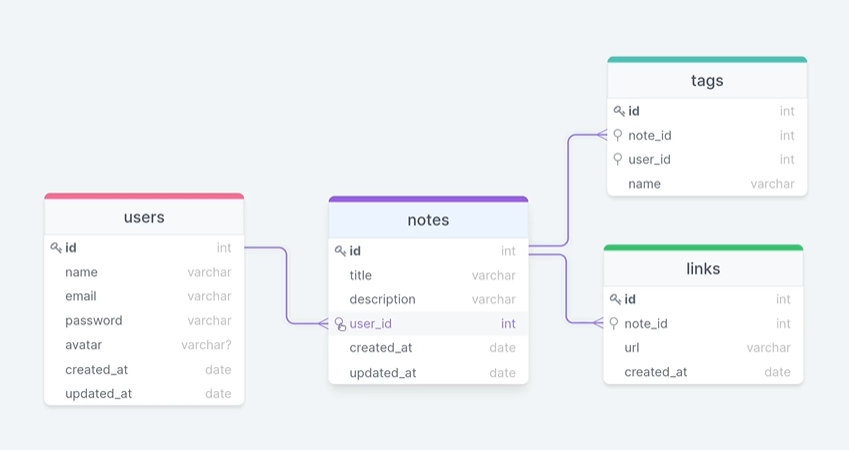 users
id int
name varchar
email varchar
password varchar
avatar varchar?
created_at date
updated_at date
notes
id int
title varchar
description varchar
user_id int
created_at date
updated_at date
tags
id int
note_id int
user_id int
name varchar
links
id int
note_id int
url varchar
created_at date